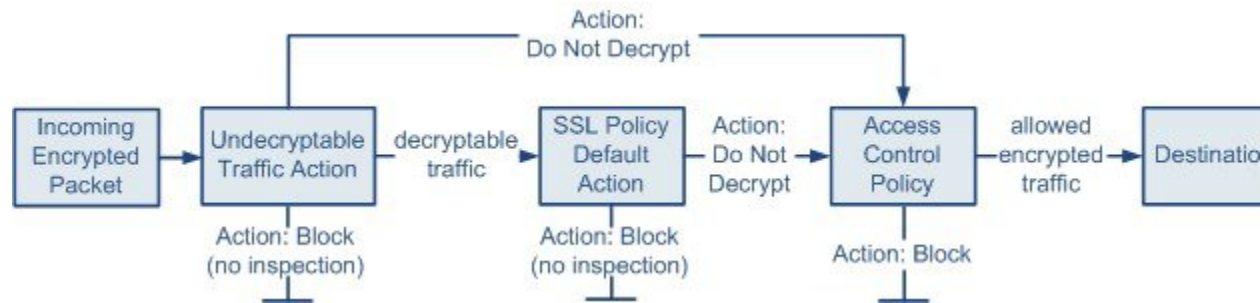 Action:
Do Not Decrypt
Incoming
Encrypted
Packet
Undecryptable
Traffic Action
decryptable
traffic
SSL Policy
Default
Action
Action:
Do Not
Decrypt
Access
Control
Policy
allowed
encrypted
traffic
Destinatio
Action: Block
(no inspection)
Action: Block
(no inspection)
Action: Block